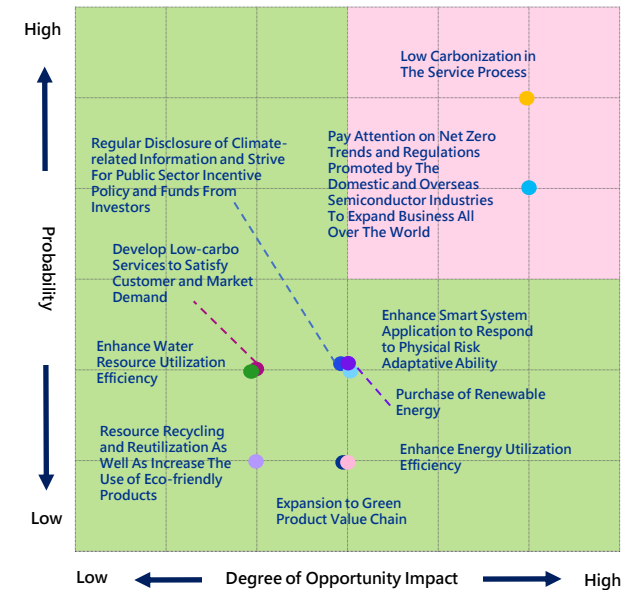 High
Low Carbonization in
The Service Process
Regular Disclosure of Climate-
related Information and Strive
For Public Sector Incentive
Policy and Funds From
Investors
Pay Attention on Net Zero
Trends and Regulations
Promoted by The
Domestic and Overseas
Semiconductor Industries
To Expand Business All
Over The World
Probability
Develop Low-carbo
Services to Satisfy
Customer and Market
Demand
Enhance Smart System
Application to Respond
to Physical Risk
Adaptative Ability
Enhance Water
Resource Utilization
Efficiency
Purchase of Renewable
Energy
Resource Recycling
and Reutilization As
Well As Increase The
Use of Eco-friendly
Products
Enhance Energy Utilization
Efficiency
Expansion to Green
Product Value Chain
Low
Low
Degree of Opportunity Impact
High